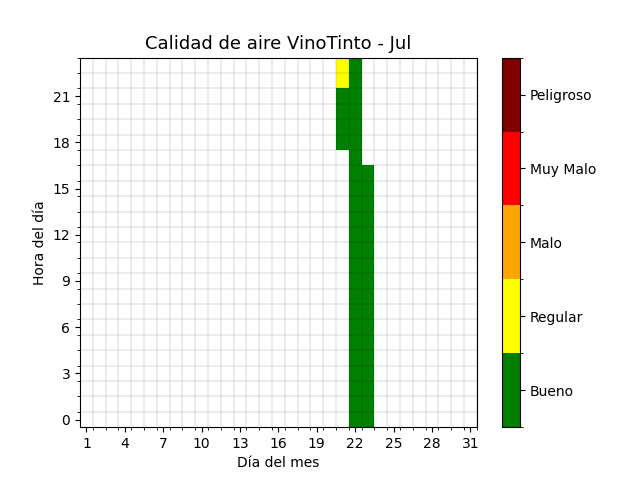 Calidad de aire VinoTinto - Jul
Hora del día
21
18
15
12
9
6
3
0
1 4 7 10 13 16 19 22 25 28 31
Día del mes
Peligroso
Muy Malo
Malo
Regular
Bueno